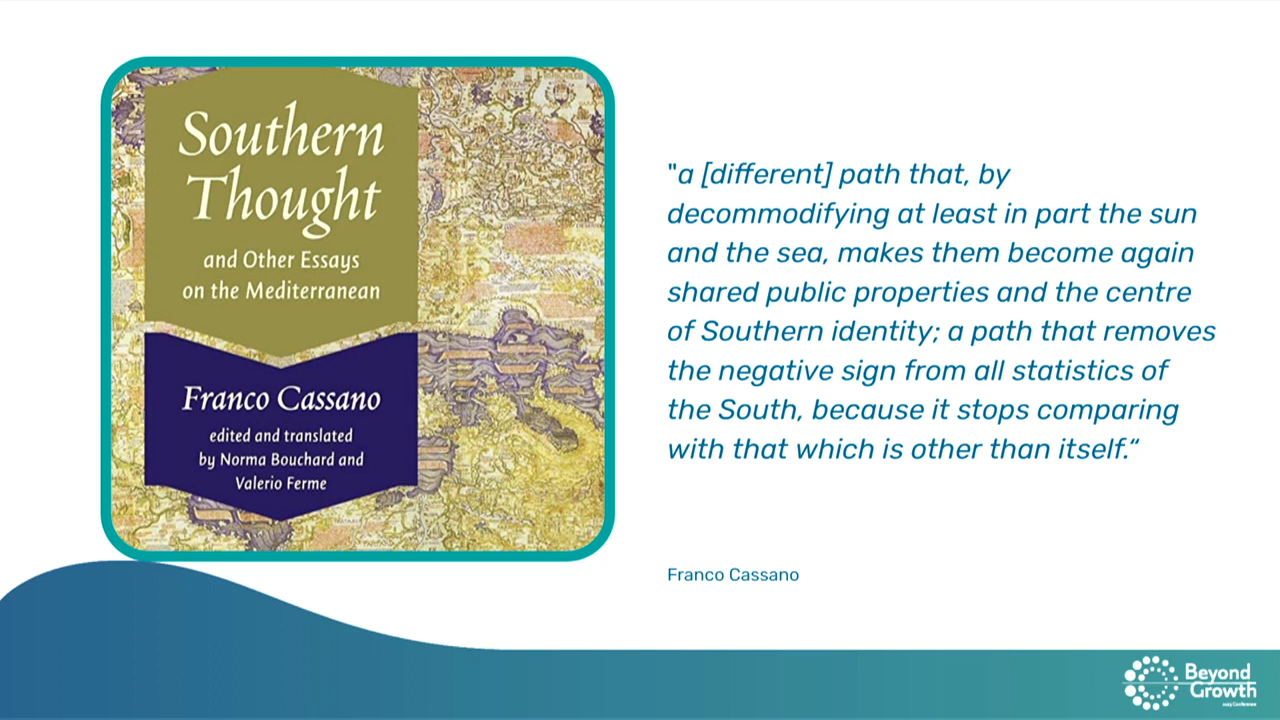 Southern
Thought
and Other Essays
on the Mediterranean
Franco Cassano
edited and translated
by Norma Bouchard and
Valerio Ferme
"a [different] path that, by
decommodifying at least in part the sun
and the sea, makes them become again
shared public properties and the centre
of Southern identity; a path that removes
the negative sign from all statistics of
the South, because it stops comparing
with that which is other than itself.“
Franco Cassano
Beyond
Growth
2023 Conference